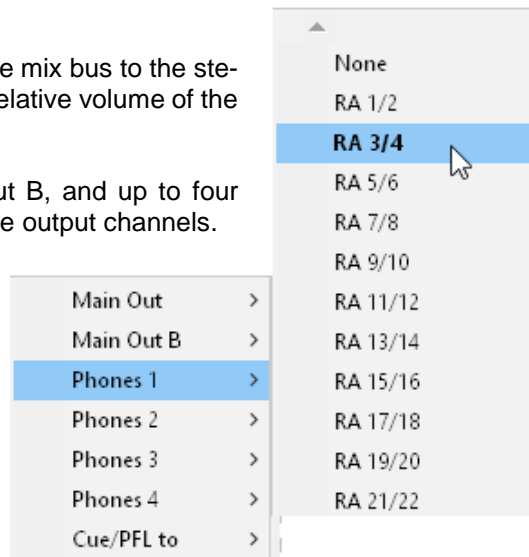 e mix bus to the ste-
elative volume of the
ut B, and up to four
e output channels.
Main Out
Main Out B
Phones 1
Phones 2
Phones 3
Phones 4
Cue/PFL to
None
RA 1/2
RA 3/4
RA 5/6
RA 7/8
RA 9/10
RA 11/12
RA 13/14
RA 15/16
RA 17/18
RA 19/20
RA 21/22